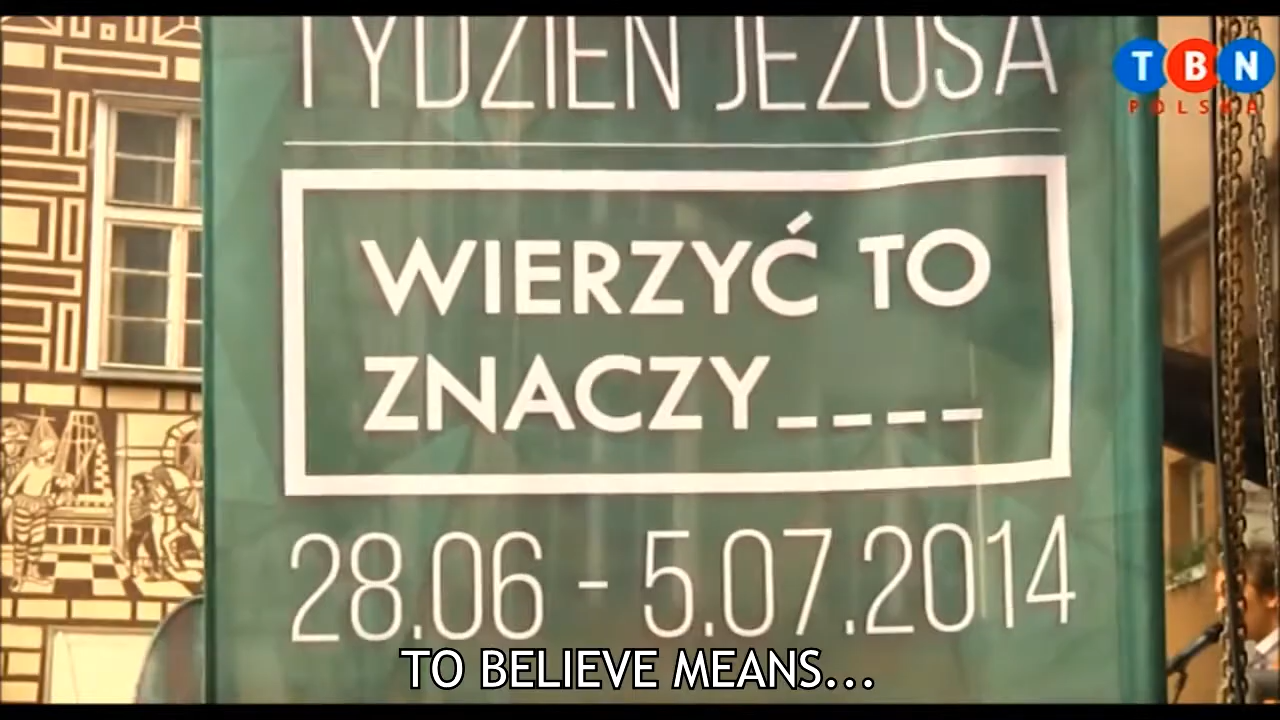 TYDZIEŃ JEZUSA
TBN
POLSKA
WIERZYĆ TO
ZNACZY____
28.06 - 5.07.2014
TO BELIEVE MEANS...